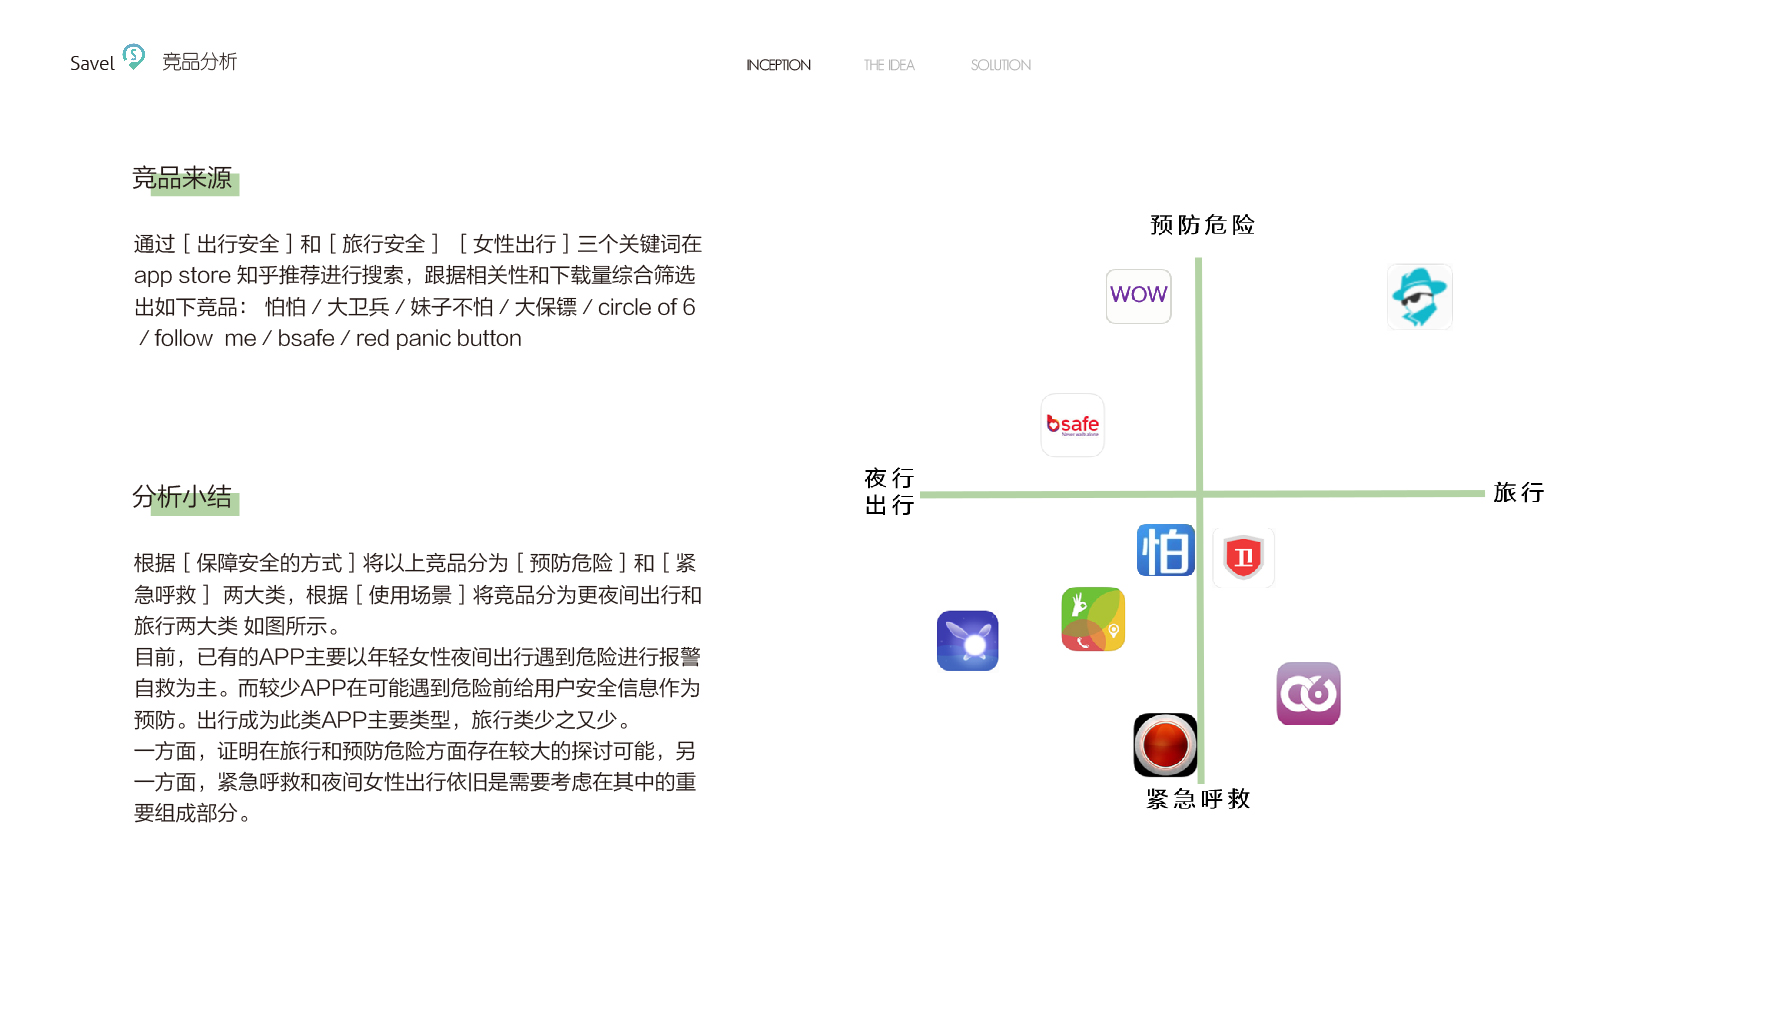 Savel 竞品分析
INCEPTION THE IDEA SOLUTION
竞品来源
通过 [ 出行安全 ] 和 [ 旅行安全 ] [ 女性出行 ] 三个关键词在
app store 知乎推荐进行搜索，跟据相关性和下载量综合筛选
出如下竞品： 怕怕 / 大卫兵 / 妹子不怕 / 大保镖 / circle of 6
/ follow me / bsafe / red panic button
分析小结
根据 [ 保障安全的方式 ] 将以上竞品分为 [ 预防危险 ] 和 [ 紧
急呼救 ] 两大类，根据 [ 使用场景 ] 将竞品分为更夜间出行和
旅行两大类 如图所示。
目前，已有的APP主要以年轻女性夜间出行遇到危险进行报警
自救为主。而较少APP在可能遇到危险前给用户安全信息作为
预防。出行成为此类APP主要类型，旅行类少之又少。
一方面，证明在旅行和预防危险方面存在较大的探讨可能，另
一方面，紧急呼救和夜间女性出行依旧是需要考虑在其中的重
要组成部分。
预防危险
WOW
bsafe
夜行
出行
旅行
怕
卫
紧急呼救